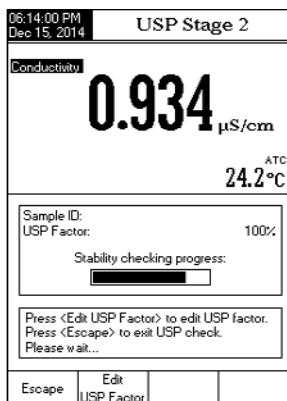 06:14:00 PM
Dec 15, 2014
USP Stage 2
Conductivity
0.934 µS/cm
ATC
24.2°C
Sample ID:
USP Factor: 100%
Stability checking progress:
Press <Edit USP Factor> to edit USP factor.
Press <Escape> to exit USP check.
Please wait...
Escape
Edit
USP Factor